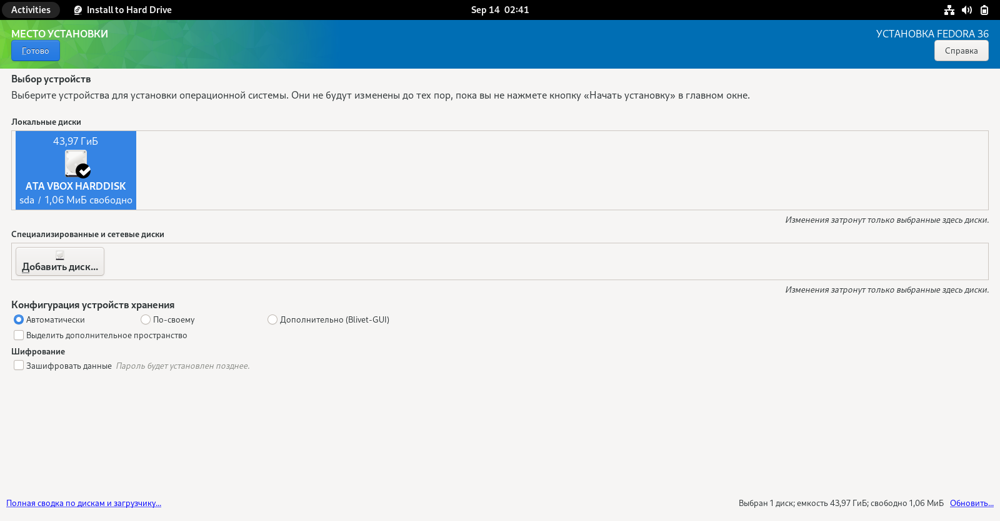 Activities Install to Hard Drive Sep 14 02:41
МЕСТО УСТАНОВКИ УСТАНОВКА FEDORA 36
Готово Справка
Выбор устройств
Выберите устройства для установки операционной системы. Они не будут изменены до тех пор, пока вы не нажмете кнопку «Начать установку» в главном окне.
Локальные диски
43,97 ГиБ
ATA VBOX HARDDISK
sda / 1,06 МиБ свободно
Изменения затронут только выбранные здесь диски.
Специализированные и сетевые диски
Добавить диск...
Изменения затронут только выбранные здесь диски.
Конфигурация устройств хранения
Автоматически По-своему Дополнительно (Blivet-GUI)
Выделить дополнительное пространство
Шифрование
Зашифровать данные Пароль будет установлен позднее.
Полная сводка по дискам и загрузчику... Выбран 1 диск; емкость 43,97 ГиБ; свободно 1,06 МиБ Обновить...